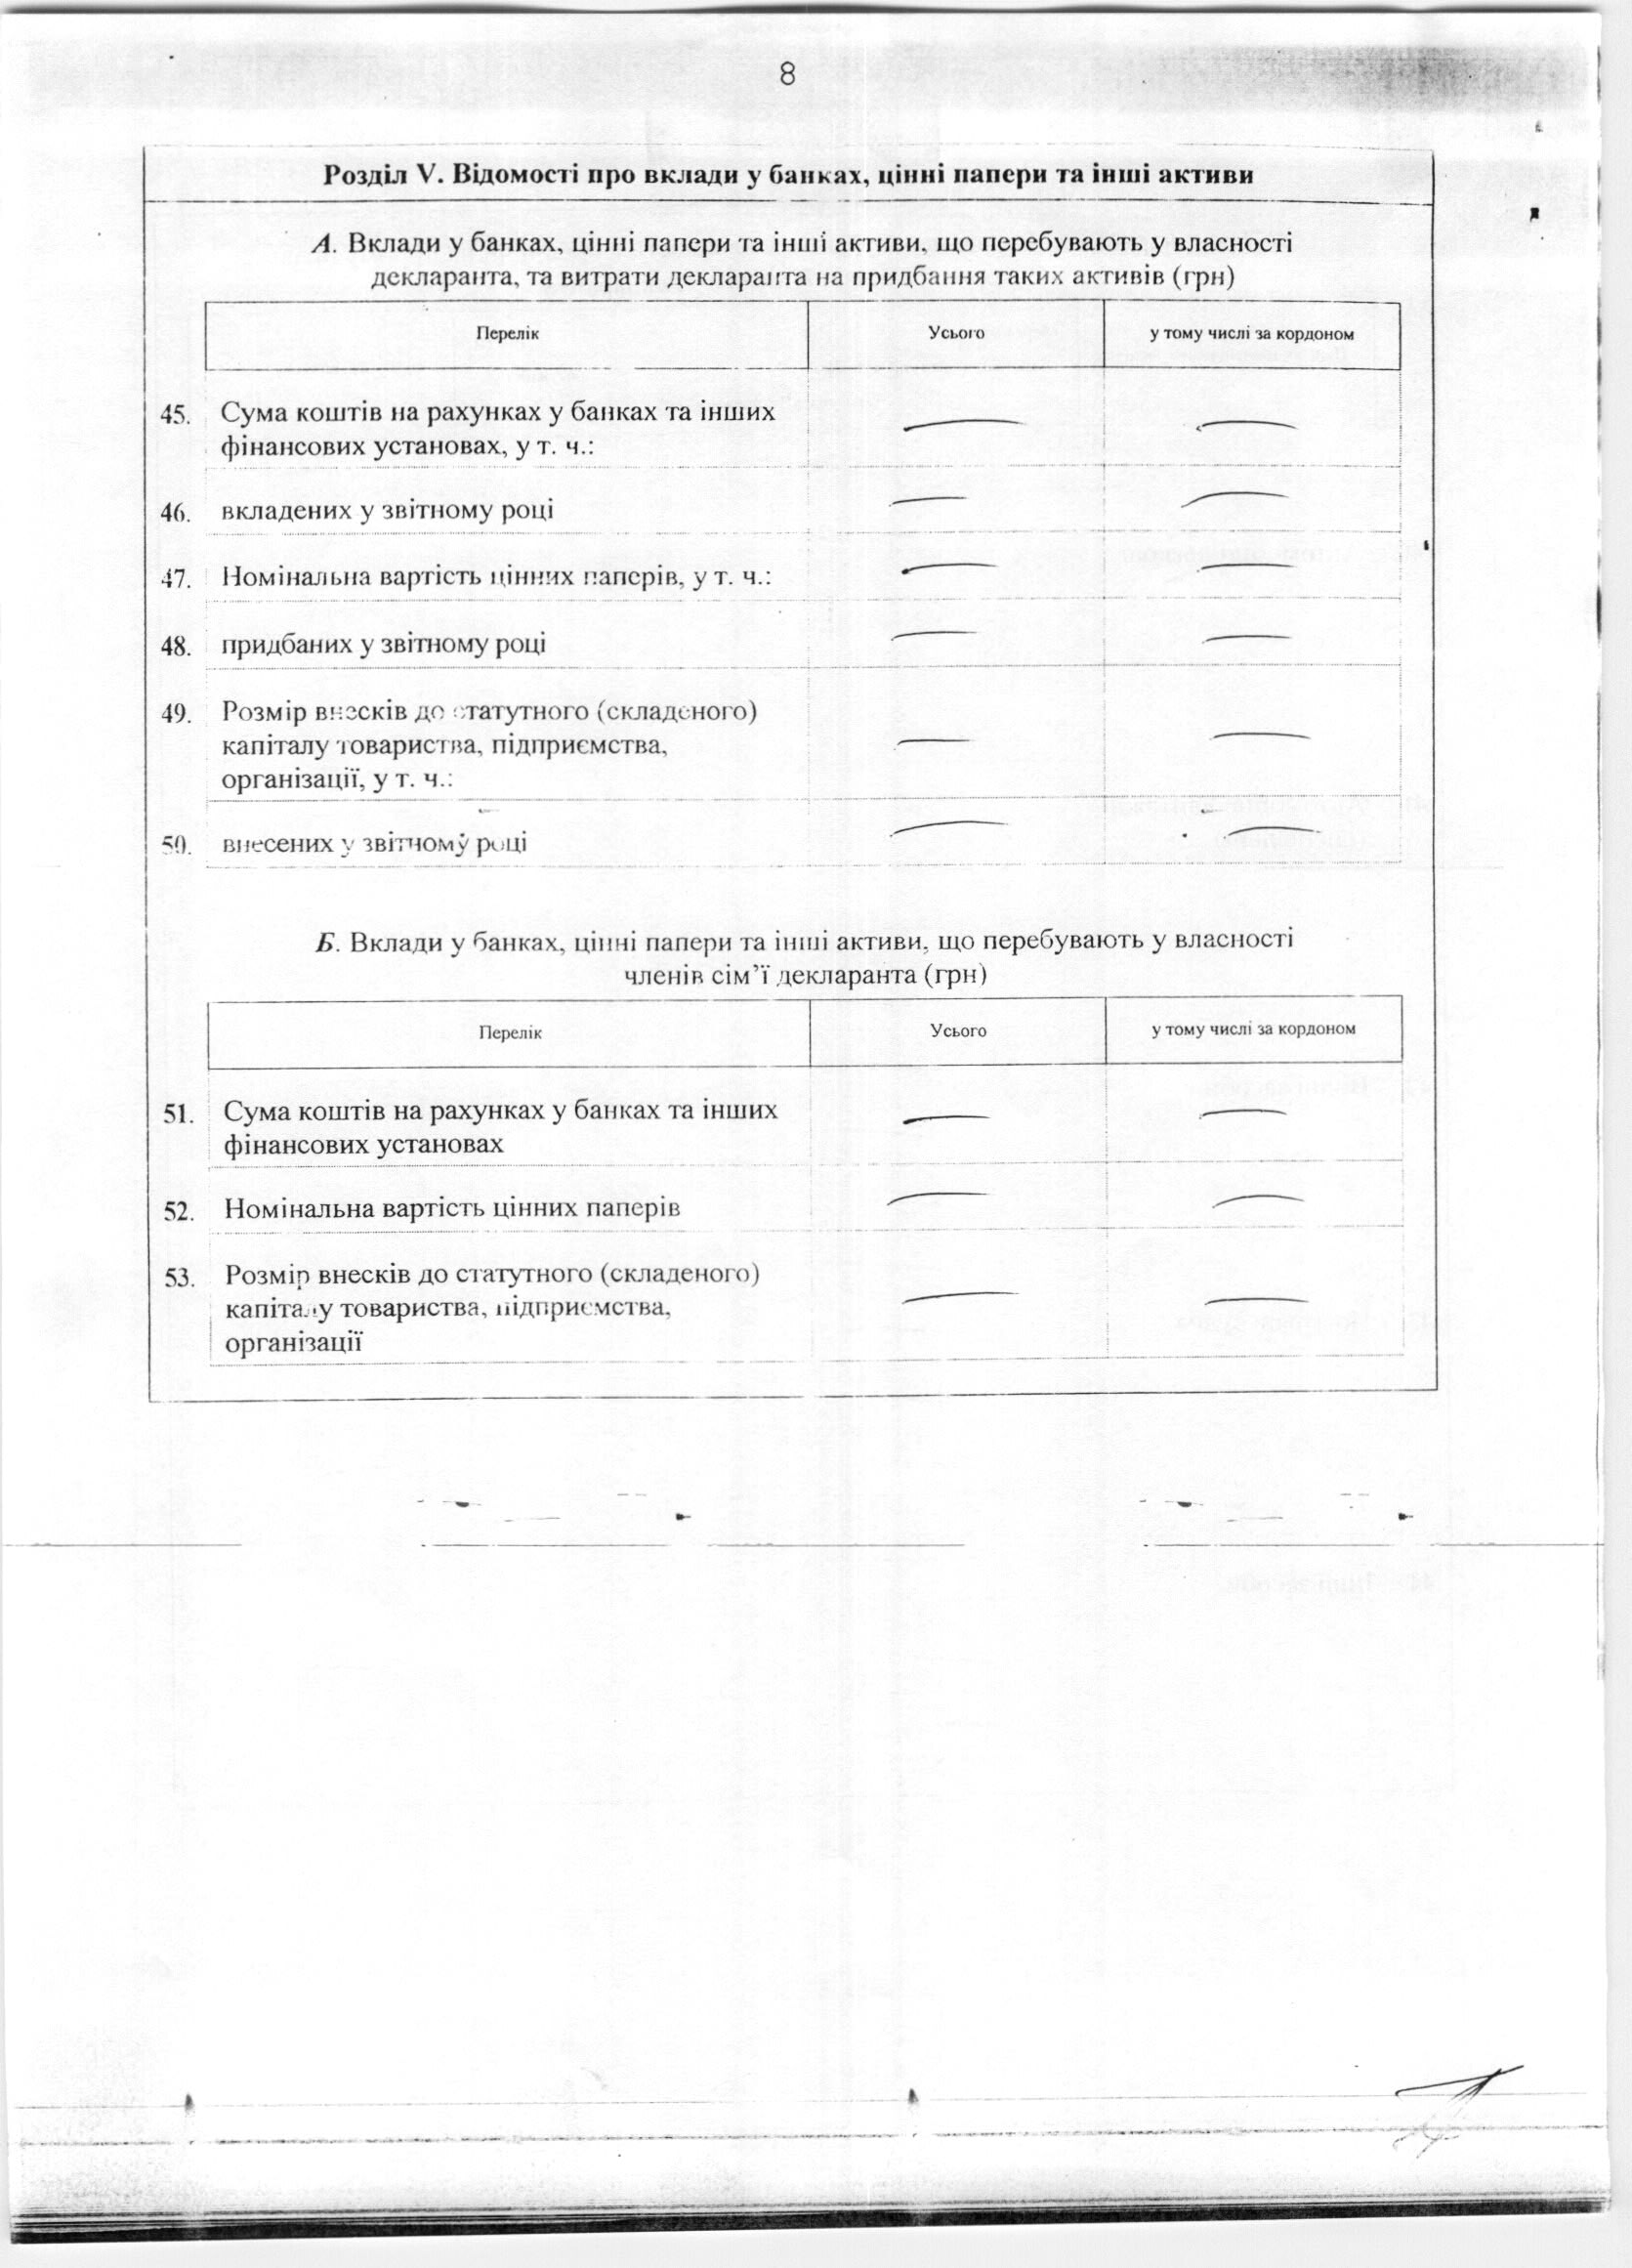 8
Розділ V. Відомості про вклади у банках, цінні папери та інші активи
А. Вклади у банках, цінні папери та інші активи, що перебувають у власності
декларанта, та витрати декларанта на придбання таких активів (грн)
Перелік Усього у тому числі за кордоном
45. Сума коштів на рахунках у банках та інших — —
фінансових установах, у т. ч.:
46. вкладених у звітному році — —
47. Номінальна вартість цінних паперів, у т. ч.: — —
48. придбаних у звітному році — —
49. Розмір внесків до статутного (складеного)
капіталу товариства, підприємства, — —
організації, у т. ч.:
50. внесених у звітному році — —
Б. Вклади у банках, цінні папери та інші активи, що перебувають у власності
членів сім’ї декларанта (грн)
Перелік Усього у тому числі за кордоном
51. Сума коштів на рахунках у банках та інших — —
фінансових установах
52. Номінальна вартість цінних паперів — —
53. Розмір внесків до статутного (складеного)
капіталу товариства, підприємства, — —
організації